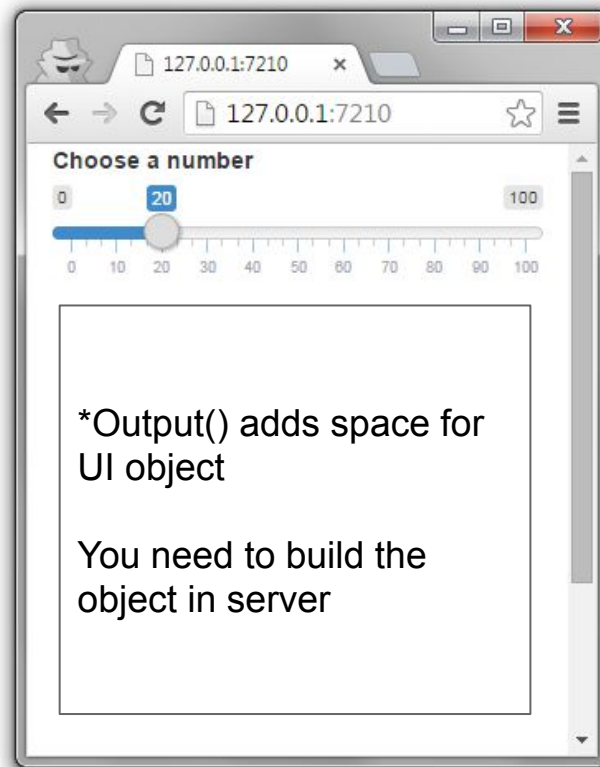 127.0.0.1:7210
127.0.0.1:7210
Choose a number
0 20 100
0 10 20 30 40 50 60 70 80 90 100
*Output() adds space for
UI object
You need to build the
object in server